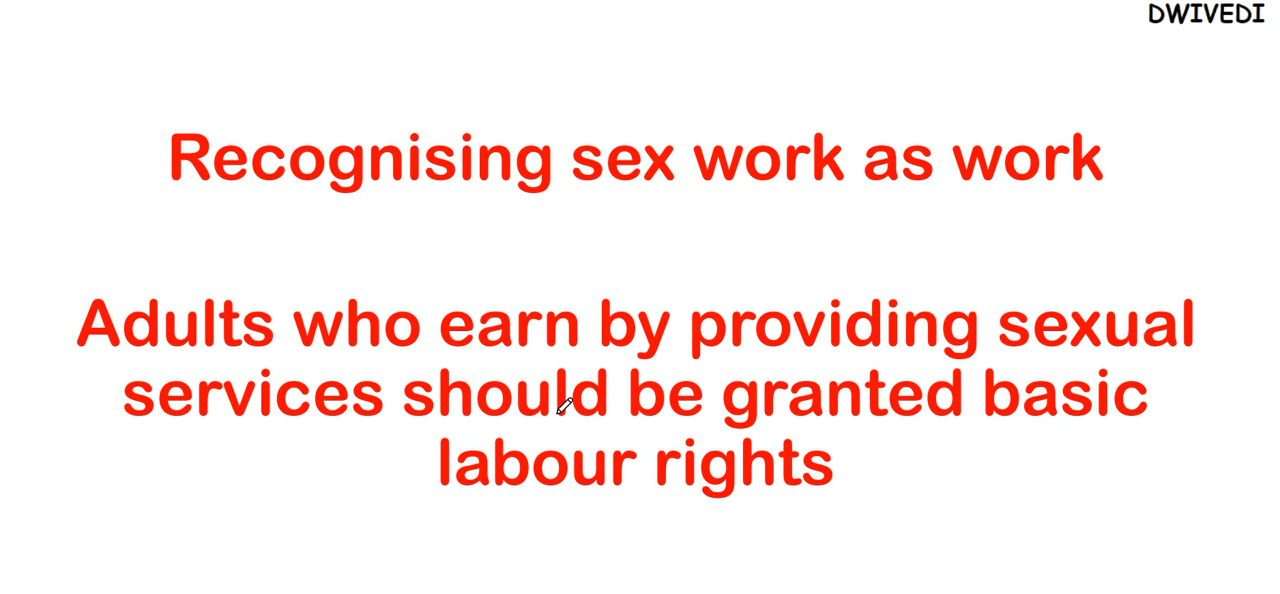 DWIVEDI
Recognising sex work as work
Adults who earn by providing sexual
services should be granted basic
labour rights